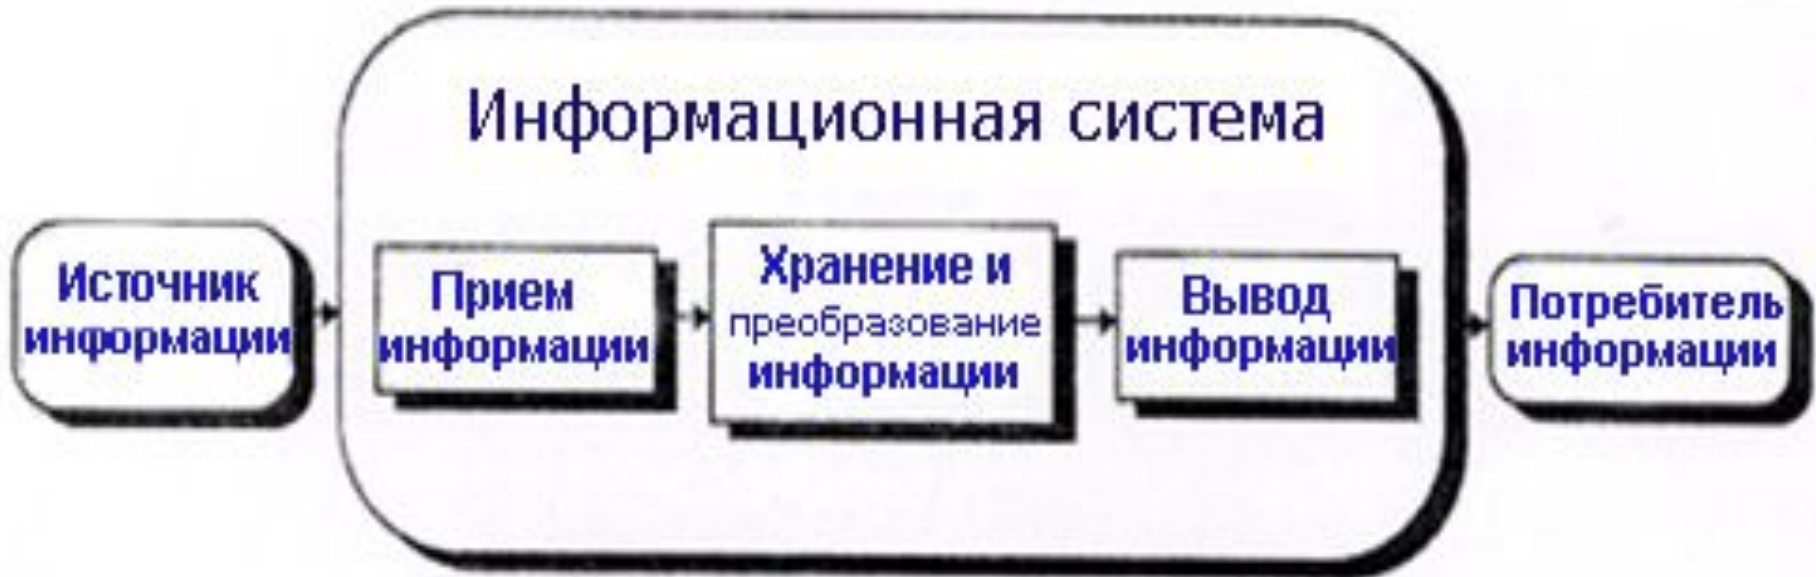 Информационная система
Источник
информации
Прием
информации
Хранение и
преобразование
информации
Вывод
информации
Потребитель
информации